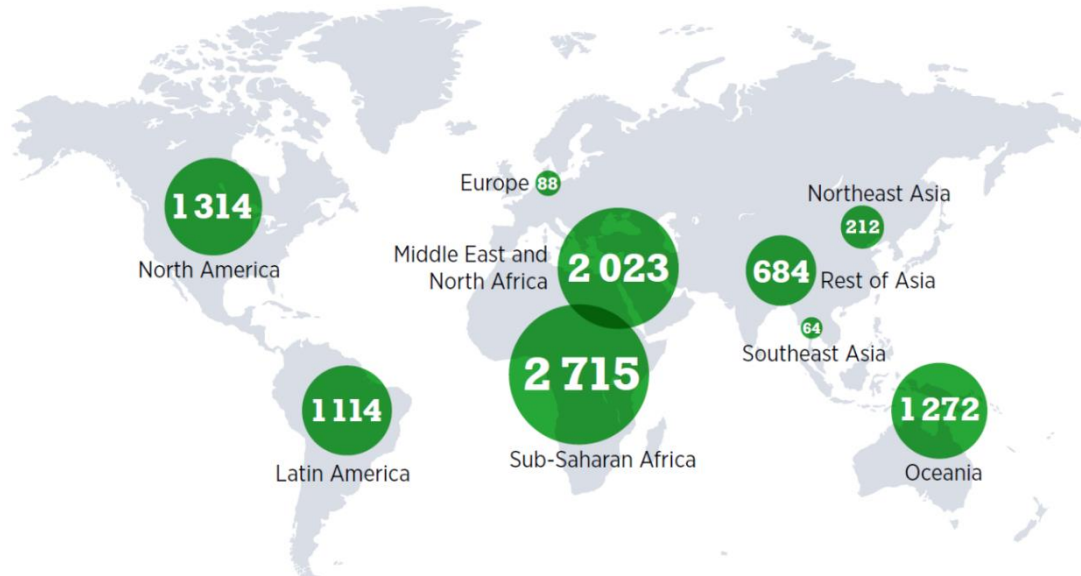 1 314
North America
Europe
88
Northeast Asia
212
Middle East and
North Africa
2 023
684
Rest of Asia
64
Southeast Asia
2 715
Sub-Saharan Africa
1 114
Latin America
1 272
Oceania